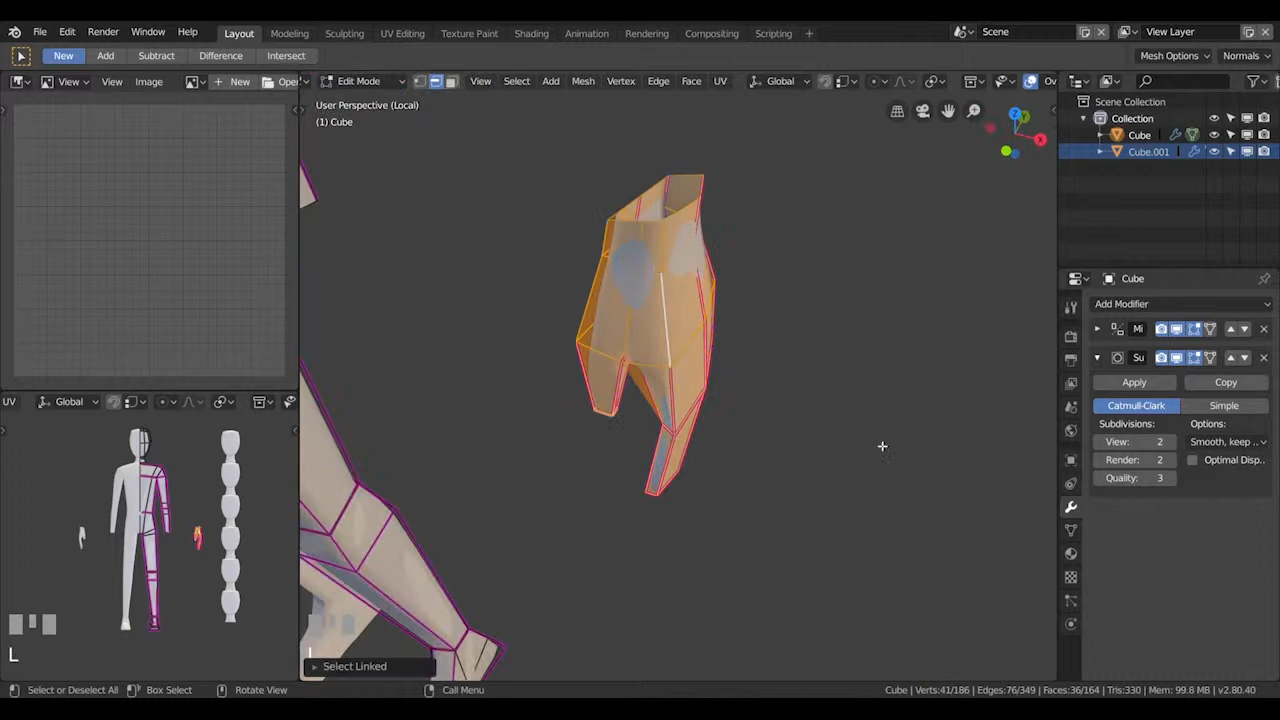 File Edit Render Window Help Layout Modeling Sculpting UV Editing Texture Paint Shading Animation Rendering Compositing Scripting + Scene View Layer
New Add Subtract Difference Intersect Mesh Options Normals
View View Image New Ope Edit Mode View Select Add Mesh Vertex Edge Face UV Global Ov
User Perspective (Local)
(1) Cube
Scene Collection
Collection
Cube
Cube.001
Cube
Add Modifier
Mi
Su
Apply Copy
Catmull-Clark Simple
Subdivisions: Options:
View: 2 Smooth, keep ..
Render: 2 Optimal Disp..
Quality: 3
UV Global
L
Select Linked
Select or Deselect All Box Select Rotate View Call Menu Cube | Verts:41/186 | Edges:76/349 | Faces:36/164 | Tris:330 | Mem: 99.8 MB | v2.80.40